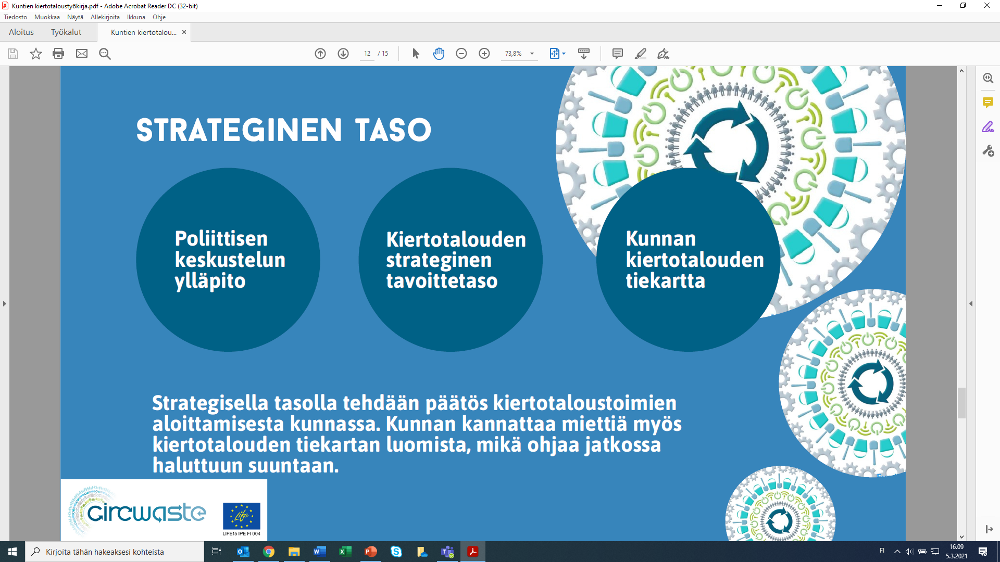 Kuntien kiertotaloustyökirja.pdf - Adobe Acrobat Reader DC (32-bit)
Tiedosto Muokkaa Näytä Allekirjoita Ikkuna Ohje
Aloitus Työkalut Kuntien kiertotalou...
12 / 15 73,8%
STRATEGINEN TASO
Poliittisen
keskustelun
ylläpito
Kiertotalouden
strateginen
tavoittetaso
Kunnan
kiertotalouden
tiekartta
Strategisella tasolla tehdään päätös kiertotaloustoimien
aloittamisesta kunnassa. Kunnan kannattaa miettiä myös
kiertotalouden tiekartan luomista, mikä ohjaa jatkossa
haluttuun suuntaan.
Circwaste
Life
LIFE15 IPE FI 004
Kirjoita tähän hakeaksesi kohteista
FI
16.09
5.3.2021